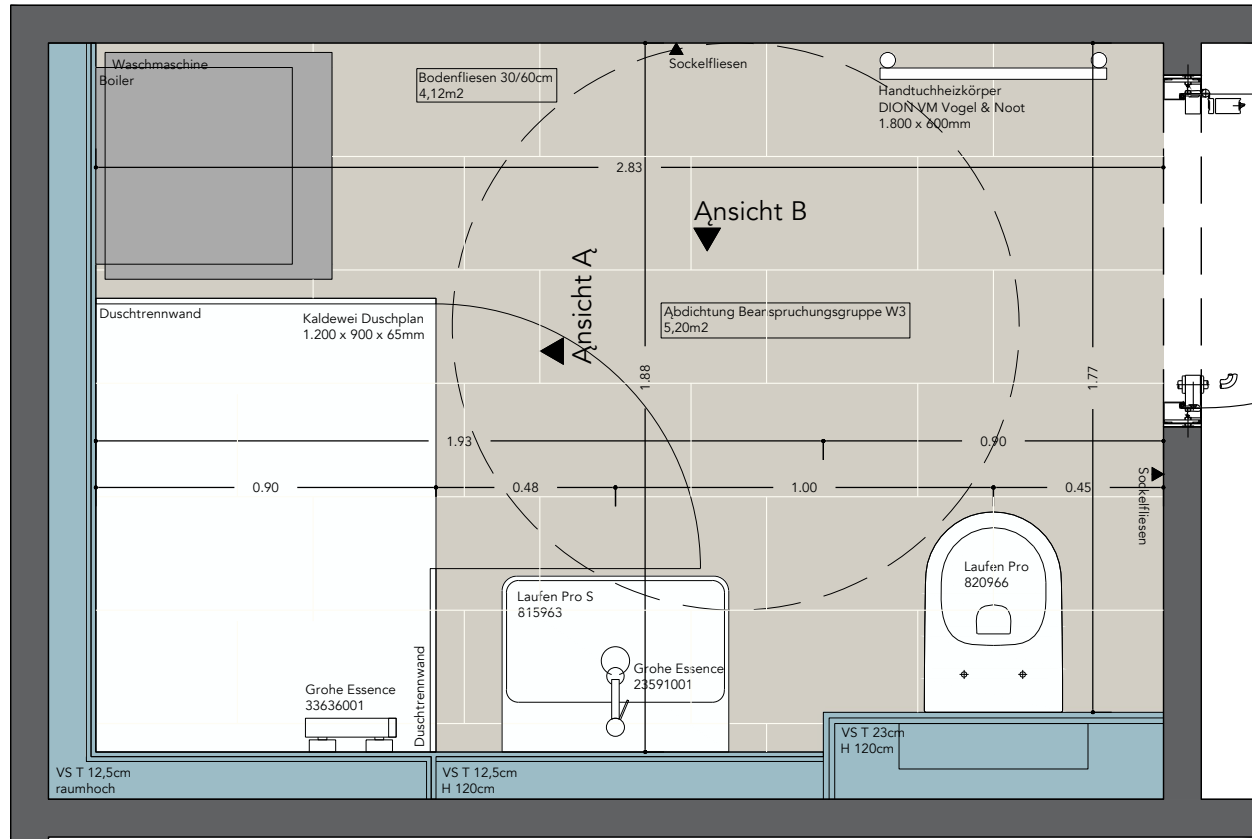 Waschmaschine
Boiler
Bodenfliesen 30/60cm
4,12m2
Sockelfliesen
Handtuchheizkörper
DION VM Vogel & Noot
1.800 x 600mm
2.83
Ansicht B
Ansicht A
Duschtrennwand
Kaldewei Duschplan
1.200 x 900 x 65mm
Abdichtung Beanspruchungsgruppe W3
5,20m2
1.88
1.77
1.93
0.90
0.90
0.48
1.00
0.45
Sockelfliesen
Laufen Pro S
815963
Laufen Pro
820966
Grohe Essence
23591001
Grohe Essence
33636001
Duschtrennwand
VS T 12,5cm
raumhoch
VS T 12,5cm
H 120cm
VS T 23cm
H 120cm